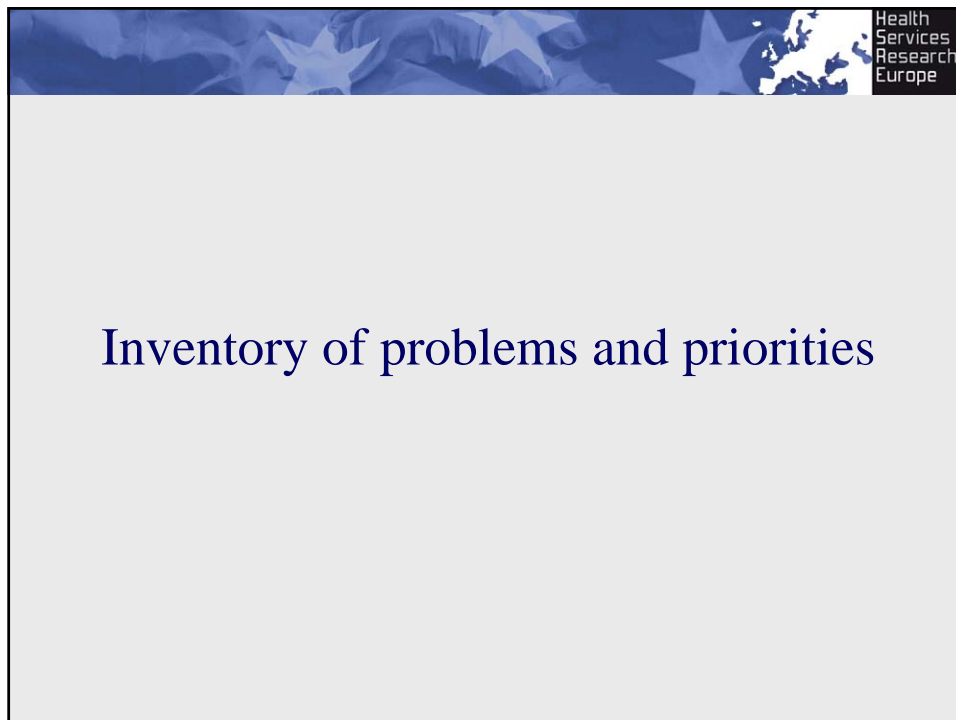 Health
Services
Research
Europe
Inventory of problems and priorities